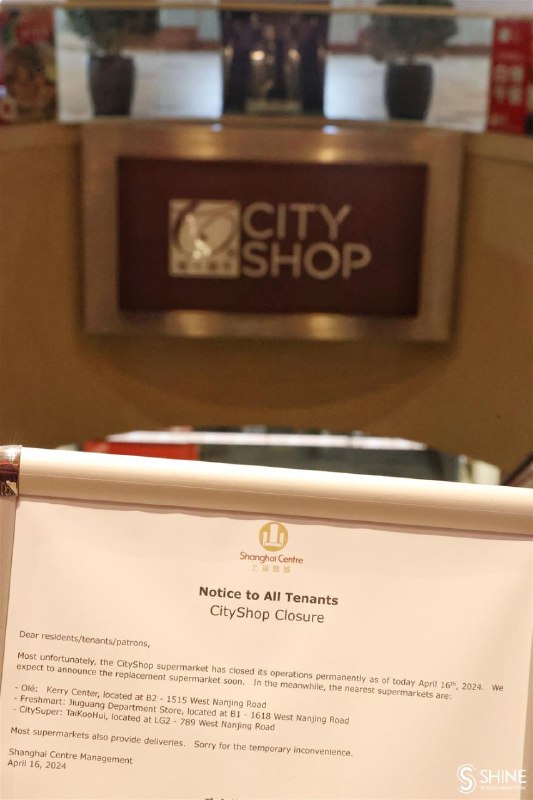 CITY
SHOP
Shanghai Centre
上海商城
Notice to All Tenants
CityShop Closure
Dear residents/tenants/patrons,
Most unfortunately, the CityShop supermarket has closed its operations permanently as of today April 16th, 2024. We
expect to announce the replacement supermarket soon. In the meanwhile, the nearest supermarkets are:
- Olé: Kerry Center, located at B2 - 1515 West Nanjing Road
- Freshmart: Jiuguang Department Store, located at B1 - 1618 West Nanjing Road
- CitySuper: TaiKooHui, located at LG2 - 789 West Nanjing Road
Most supermarkets also provide deliveries. Sorry for the temporary inconvenience.
Shanghai Centre Management
April 16, 2024
SHINE